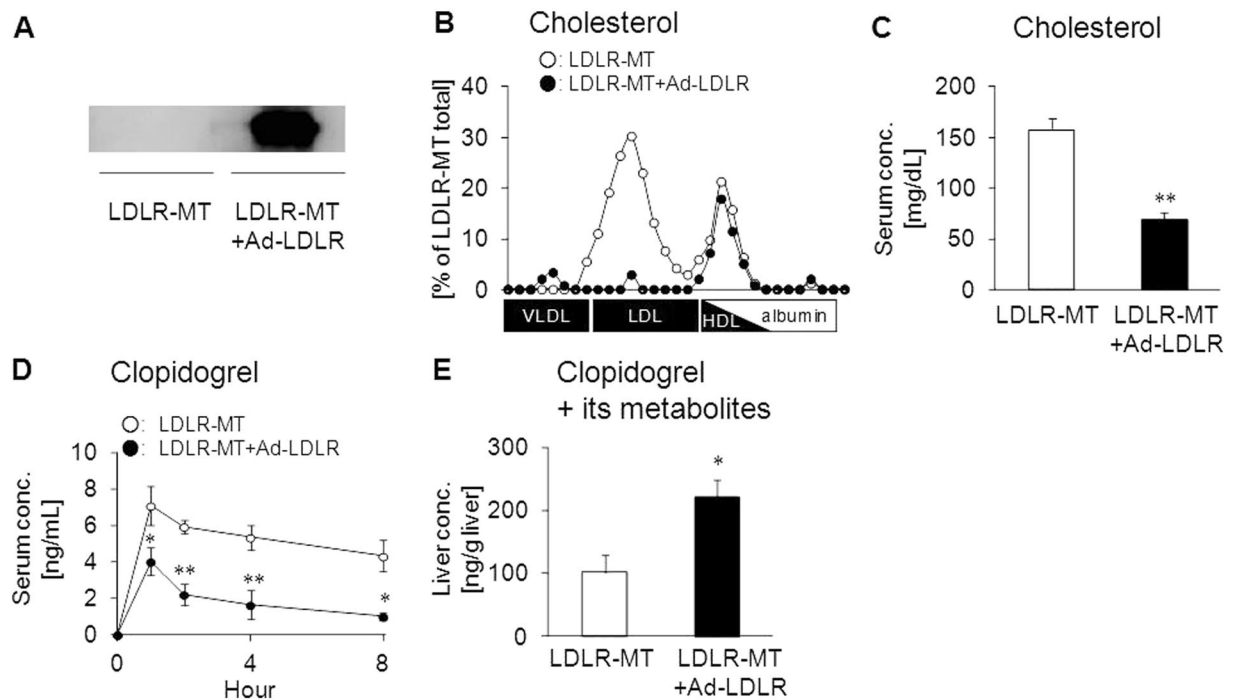 A
LDLR-MT
LDLR-MT
+Ad-LDLR
B
Cholesterol
○: LDLR-MT
●: LDLR-MT+Ad-LDLR
[% of LDLR-MT total]
40
30
20
10
0
VLDL
LDL
HDL
albumin
C
Cholesterol
Serum conc.
[mg/dL]
200
150
100
50
0
**
LDLR-MT
LDLR-MT
+Ad-LDLR
D
Clopidogrel
○: LDLR-MT
●: LDLR-MT+Ad-LDLR
Serum conc.
[ng/mL]
10
8
6
4
2
0
*
**
**
*
0
4
8
Hour
E
Clopidogrel
+ its metabolites
Liver conc.
[ng/g liver]
300
200
100
0
*
LDLR-MT
LDLR-MT
+Ad-LDLR